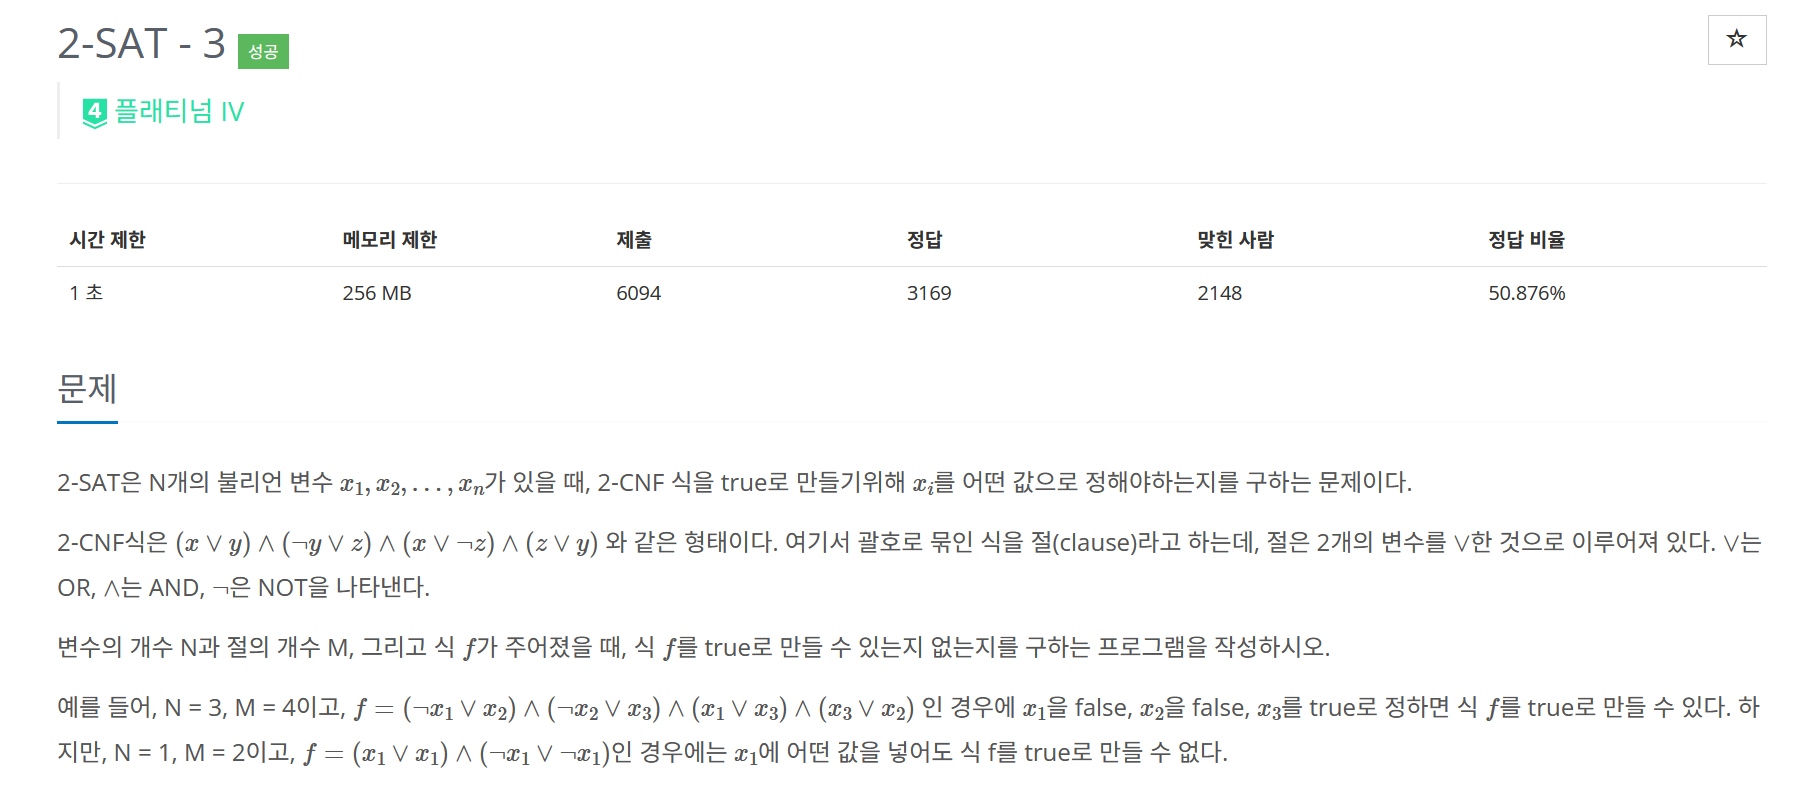 2-SAT - 3 성공
4 플래티넘 IV
시간 제한 메모리 제한 제출 정답 맞힌 사람 정답 비율
1 초 256 MB 6094 3169 2148 50.876%
문제
2-SAT은 N개의 불리언 변수 x₁, x₂, ..., xₙ가 있을 때, 2-CNF 식을 true로 만들기위해 xᵢ를 어떤 값으로 정해야하는지를 구하는 문제이다.
2-CNF식은 (x ∨ y) ∧ (¬y ∨ z) ∧ (x ∨ ¬z) ∧ (z ∨ y) 와 같은 형태이다. 여기서 괄호로 묶인 식을 절(clause)라고 하는데, 절은 2개의 변수를 ∨한 것으로 이루어져 있다. ∨는
OR, ∧는 AND, ¬은 NOT을 나타낸다.
변수의 개수 N과 절의 개수 M, 그리고 식 f가 주어졌을 때, 식 f를 true로 만들 수 있는지 없는지를 구하는 프로그램을 작성하시오.
예를 들어, N = 3, M = 4이고, f = (¬x₁ ∨ x₂) ∧ (¬x₂ ∨ x₃) ∧ (x₁ ∨ x₃) ∧ (x₃ ∨ x₂) 인 경우에 x₁을 false, x₂을 false, x₃를 true로 정하면 식 f를 true로 만들 수 있다. 하
지만, N = 1, M = 2이고, f = (x₁ ∨ x₁) ∧ (¬x₁ ∨ ¬x₁)인 경우에는 x₁에 어떤 값을 넣어도 식 f를 true로 만들 수 없다.